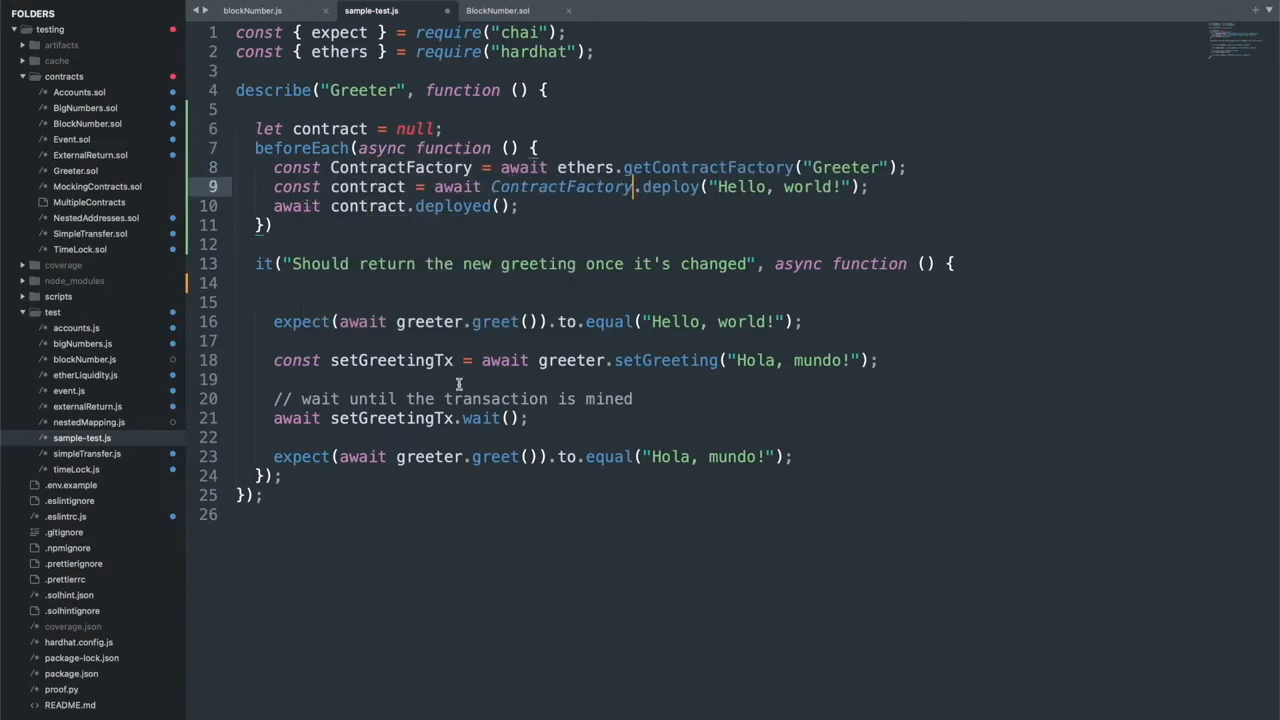 FOLDERS
testing
artifacts
cache
contracts
Accounts.sol
BigNumbers.sol
BlockNumber.sol
Event.sol
ExternalReturn.sol
Greeter.sol
MockingContracts.sol
MultipleContracts
NestedAddresses.sol
SimpleTransfer.sol
TimeLock.sol
coverage
node_modules
scripts
test
accounts.js
bigNumbers.js
blockNumber.js
etherLiquidity.js
event.js
externalReturn.js
nestedMapping.js
sample-test.js
simpleTransfer.js
timeLock.js
.env.example
.eslintignore
.eslintrc.js
.gitignore
.npmignore
.prettierignore
.prettierrc
.solhint.json
.solhintignore
coverage.json
hardhat.config.js
package-lock.json
package.json
proof.py
README.md
blockNumber.js × sample-test.js BlockNumber.sol ×
1 const { expect } = require("chai");
2 const { ethers } = require("hardhat");
3
4 describe("Greeter", function () {
5
6 let contract = null;
7 beforeEach(async function () {
8 const ContractFactory = await ethers.getContractFactory("Greeter");
9 const contract = await ContractFactory.deploy("Hello, world!");
10 await contract.deployed();
11 })
12
13 it("Should return the new greeting once it's changed", async function () {
14
15
16 expect(await greeter.greet()).to.equal("Hello, world!");
17
18 const setGreetingTx = await greeter.setGreeting("Hola, mundo!");
19
20 // wait until the transaction is mined
21 await setGreetingTx.wait();
22
23 expect(await greeter.greet()).to.equal("Hola, mundo!");
24 });
25 });
26